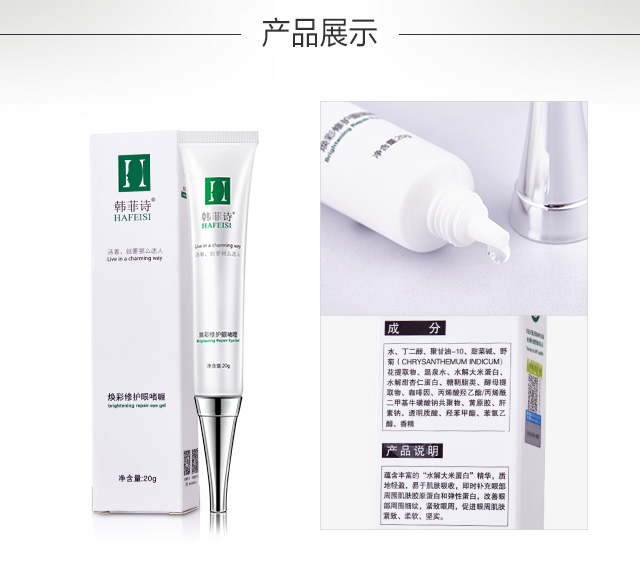 产品展示
韩菲诗®
HAFEISI
活着，就要那么迷人
Live in a charming way
焕彩修护眼啫喱
brightening repair eye gel
净含量:20g
韩菲诗®
HAFEISI
Live in a charming way
活着，就要那么迷人
焕彩修护眼啫喱
Brightening Repair Eye Gel
净含量:20g
焕彩修护眼啫
Brightening Repair
净含量:20g
成 分
水、丁二醇、聚甘油-10、甜菜碱、野
菊（CHRYSANTHEMUM INDICUM）
花提取物、温泉水、水解大米蛋白、
水解甜杏仁蛋白、糖鞘脂类、酵母提
取物、咖啡因、丙烯酸羟乙酯/丙烯酰
二甲基牛磺酸钠共聚物、黄原胶、肝
素钠、透明质酸、羟苯甲酯、苯氧乙
醇、香精
产品说明
蕴含丰富的“水解大米蛋白”精华，质
地轻盈，易于肌肤吸收，即时补充眼部
周围肌肤胶原蛋白和弹性蛋白，改善眼
部周围细纹，紧致眼周，促进眼周肌肤
紧致、柔软、坚实。